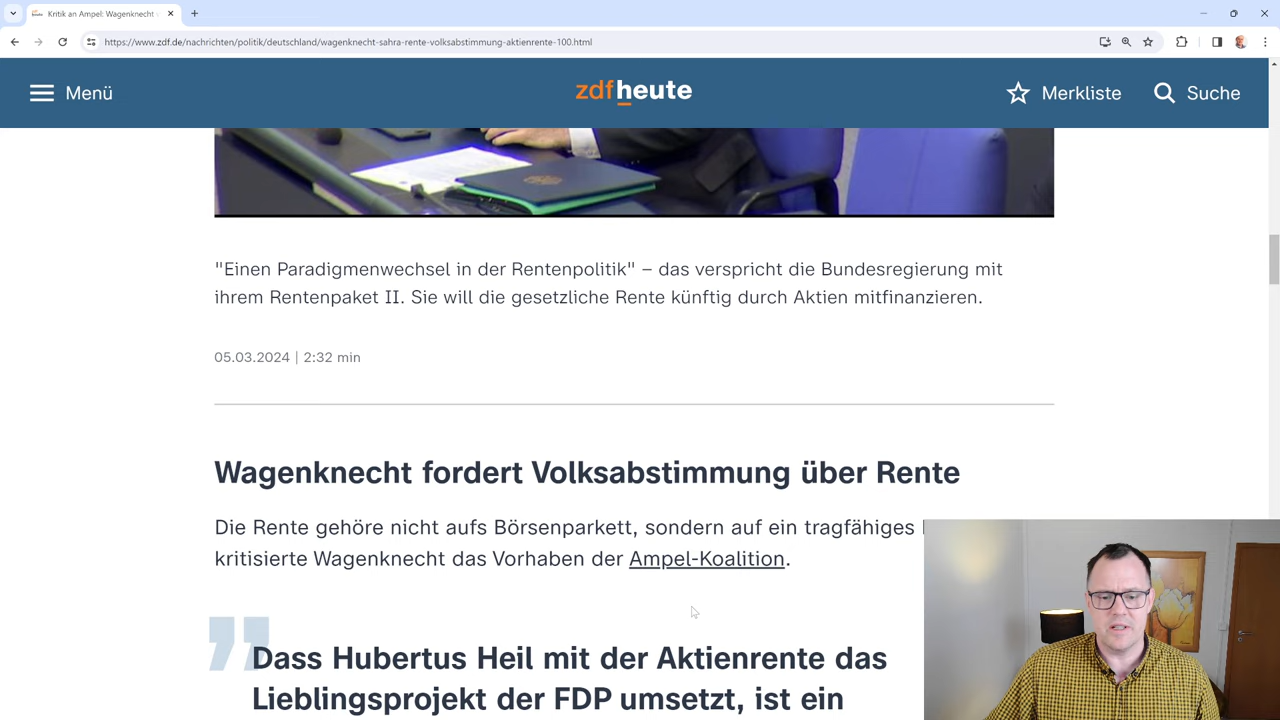 Kritik an Ampel: Wagenknecht
https://www.zdf.de/nachrichten/politik/deutschland/wagenknecht-sahra-rente-volksabstimmung-aktienrente-100.html
Menü
zdfheute
Merkliste
Suche
"Einen Paradigmenwechsel in der Rentenpolitik" – das verspricht die Bundesregierung mit
ihrem Rentenpaket II. Sie will die gesetzliche Rente künftig durch Aktien mitfinanzieren.
05.03.2024 | 2:32 min
Wagenknecht fordert Volksabstimmung über Rente
Die Rente gehöre nicht aufs Börsenparkett, sondern auf ein tragfähiges
kritisierte Wagenknecht das Vorhaben der Ampel-Koalition.
"Dass Hubertus Heil mit der Aktienrente das
Lieblingsprojekt der FDP umsetzt, ist ein